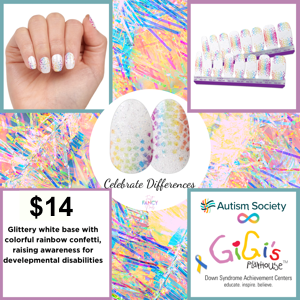 Celebrate Differences
FANCY
$14
Glittery white base with
colorful rainbow confetti,
raising awareness for
developmental disabilities
Autism Society
GiGi's
PLAYHOUSE
Down Syndrome Achievement Centers
educate. inspire. believe.